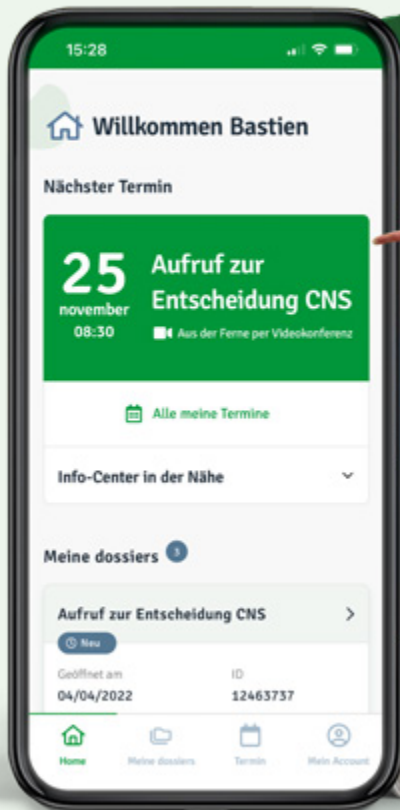 15:28
Willkommen Bastien
Nächster Termin
25
november
08:30
Aufruf zur
Entscheidung CNS
Aus der Ferne per Videokonferenz
Alle meine Termine
Info-Center in der Nähe
Meine dossiers 3
Aufruf zur Entscheidung CNS
Neu
Geöffnet am
04/04/2022
ID
12463737
Home
Meine dossiers
Termin
Mein Account